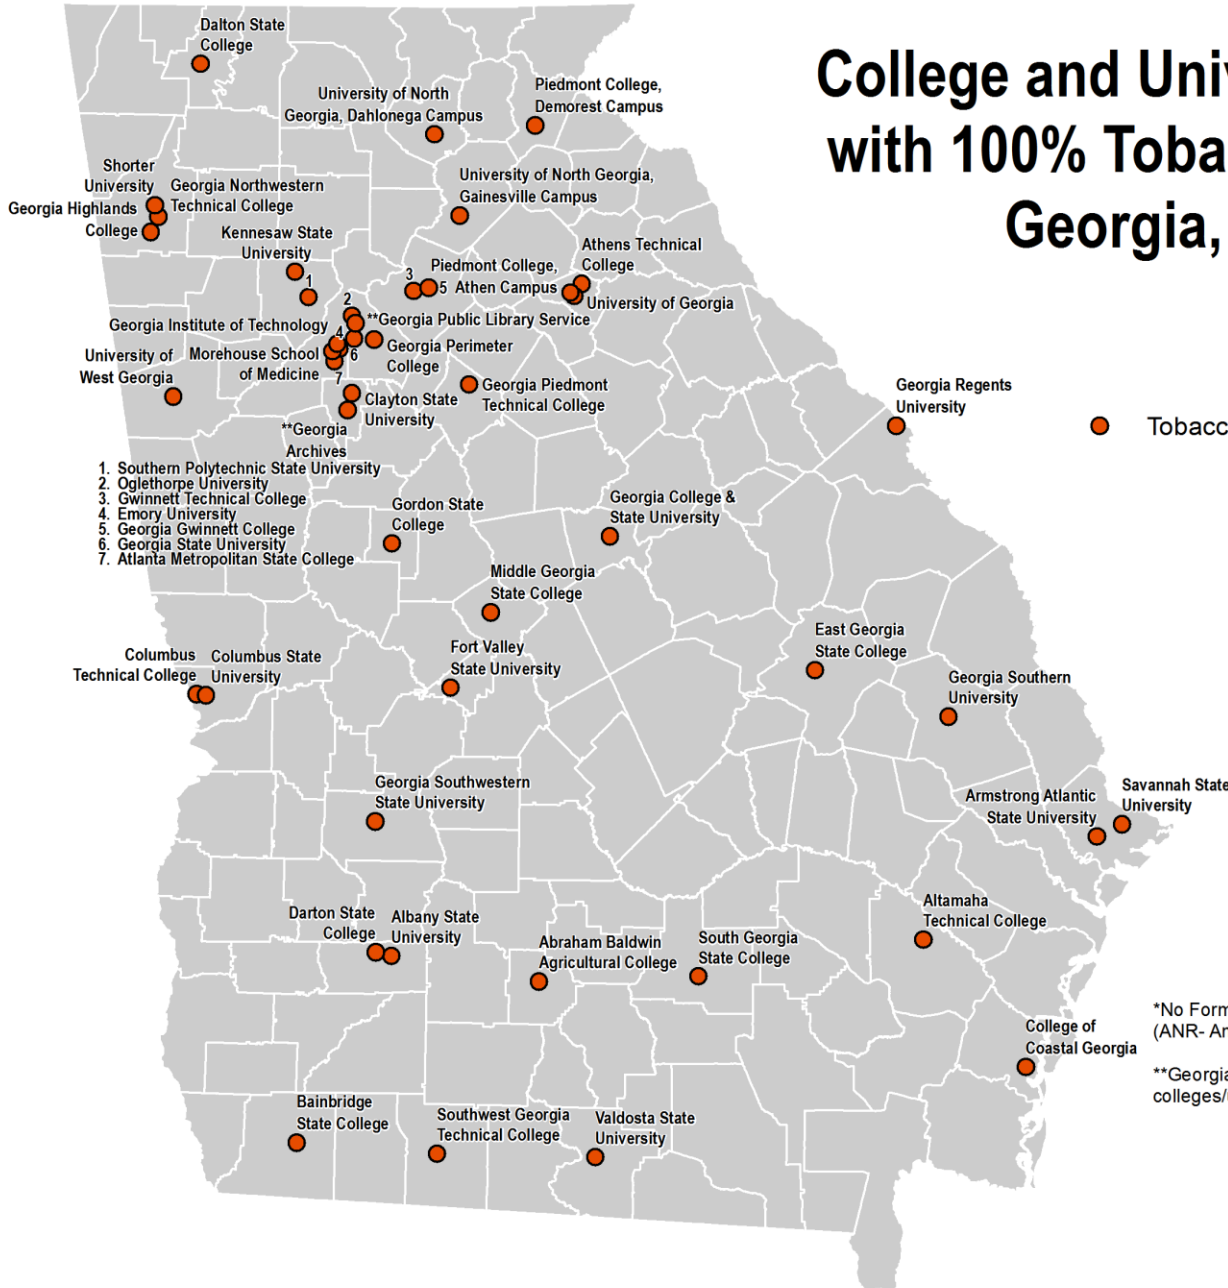 College and Univ
with 100% Toba
Georgia,
Dalton State
College
University of North
Georgia, Dahlonega Campus
Piedmont College,
Demorest Campus
Shorter
University
Georgia Northwestern
Technical College
Georgia Highlands
College
University of North Georgia,
Gainesville Campus
Kennesaw State
University
1
Athens Technical
College
3
Piedmont College,
5 Athen Campus
University of Georgia
2
Georgia Institute of Technology
**Georgia Public Library Service
4
6
Georgia Perimeter
College
University of
West Georgia
Morehouse School
of Medicine
7
Clayton State
University
Georgia Piedmont
Technical College
Georgia Regents
University
Tobacc
**Georgia
Archives
1. Southern Polytechnic State University
2. Oglethorpe University
3. Gwinnett Technical College
4. Emory University
5. Georgia Gwinnett College
6. Georgia State University
7. Atlanta Metropolitan State College
Gordon State
College
Georgia College &
State University
Middle Georgia
State College
East Georgia
State College
Columbus
Technical College
Columbus State
University
Fort Valley
State University
Georgia Southern
University
Georgia Southwestern
State University
Armstrong Atlantic
State University
Savannah State
University
Darton State
College
Albany State
University
Abraham Baldwin
Agricultural College
South Georgia
State College
Altamaha
Technical College
*No Form
(ANR- Ar
College of
Coastal Georgia
**Georgia
colleges/
Bainbridge
State College
Southwest Georgia
Technical College
Valdosta State
University